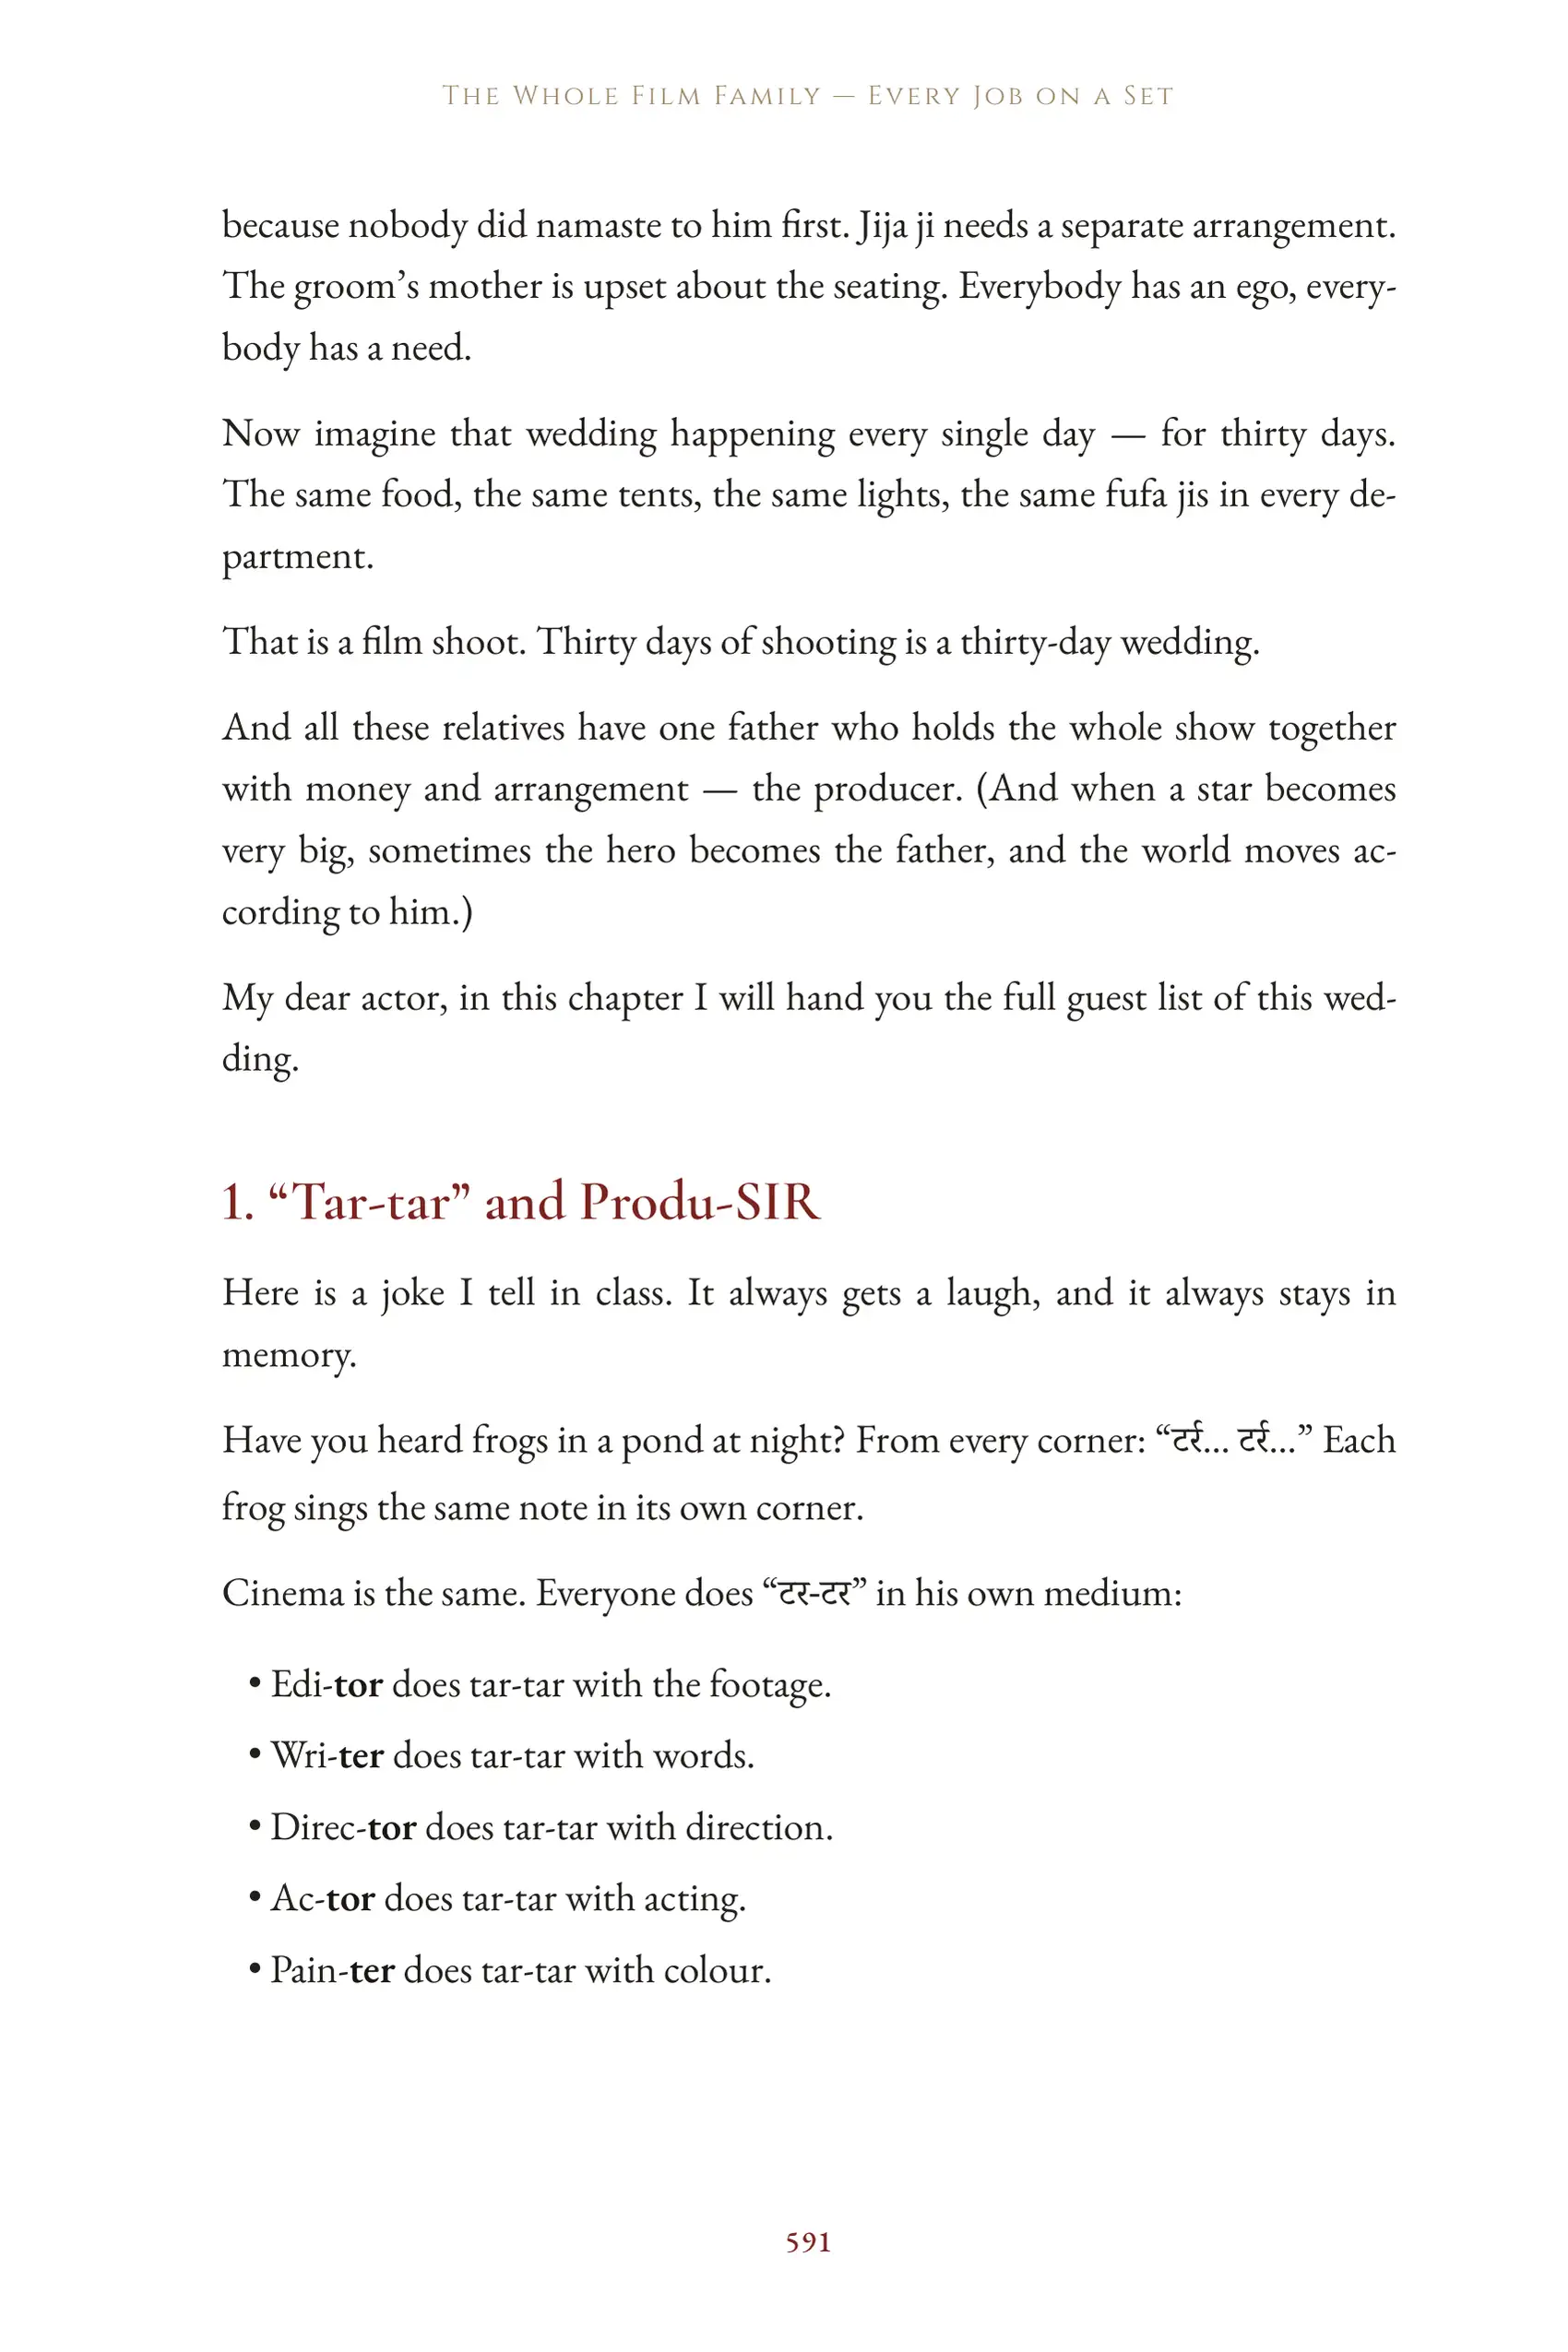 The Whole Film Family — Every Job on a Set
because nobody did namaste to him first. Jija ji needs a separate arrangement.
The groom’s mother is upset about the seating. Everybody has an ego, every-
body has a need.
Now imagine that wedding happening every single day — for thirty days.
The same food, the same tents, the same lights, the same fufa jis in every de-
partment.
That is a film shoot. Thirty days of shooting is a thirty-day wedding.
And all these relatives have one father who holds the whole show together
with money and arrangement — the producer. (And when a star becomes
very big, sometimes the hero becomes the father, and the world moves ac-
cording to him.)
My dear actor, in this chapter I will hand you the full guest list of this wed-
ding.
1. “Tar-tar” and Produ-SIR
Here is a joke I tell in class. It always gets a laugh, and it always stays in
memory.
Have you heard frogs in a pond at night? From every corner: “टर्र... टर्र...” Each
frog sings the same note in its own corner.
Cinema is the same. Everyone does “टर-टर” in his own medium:
• Edi-tor does tar-tar with the footage.
• Wri-ter does tar-tar with words.
• Direc-tor does tar-tar with direction.
• Ac-tor does tar-tar with acting.
• Pain-ter does tar-tar with colour.
591